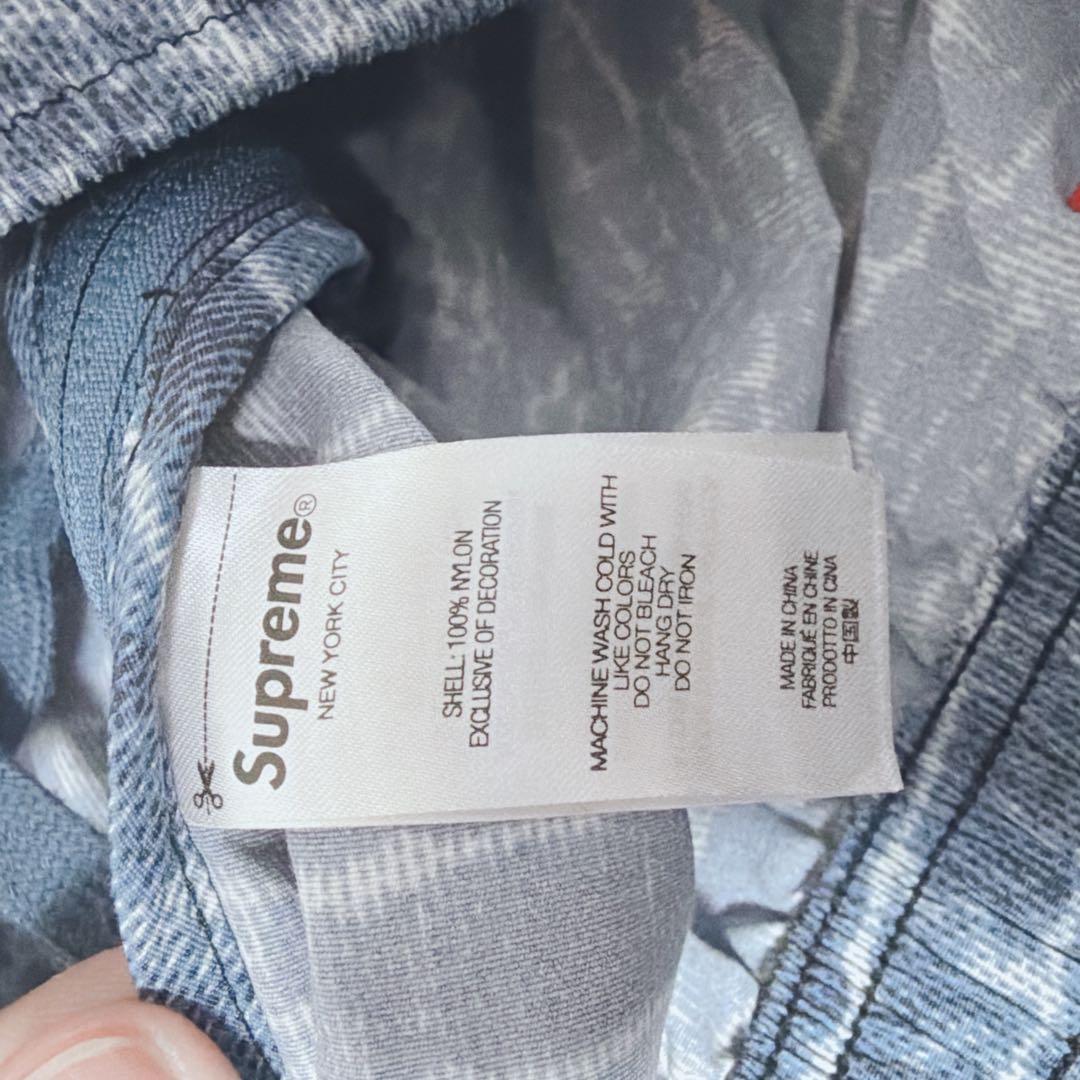 Supreme®
NEW YORK CITY
SHELL: 100% NYLON
EXCLUSIVE OF DECORATION
MACHINE WASH COLD WITH
LIKE COLORS
DO NOT BLEACH
HANG DRY
DO NOT IRON
MADE IN CHINA
FABRIQUÉ EN CHINE
PRODOTTO IN CINA
中国製